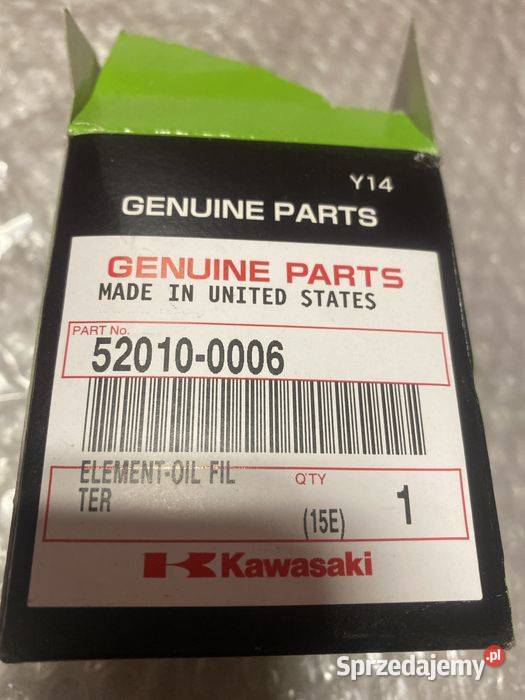 Y14
GENUINE PARTS
GENUINE PARTS
MADE IN UNITED STATES
PART No.
52010-0006
ELEMENT-OIL FIL
TER
Q'TY
(15E)
1
Kawasaki
Sprzedajemy.pl